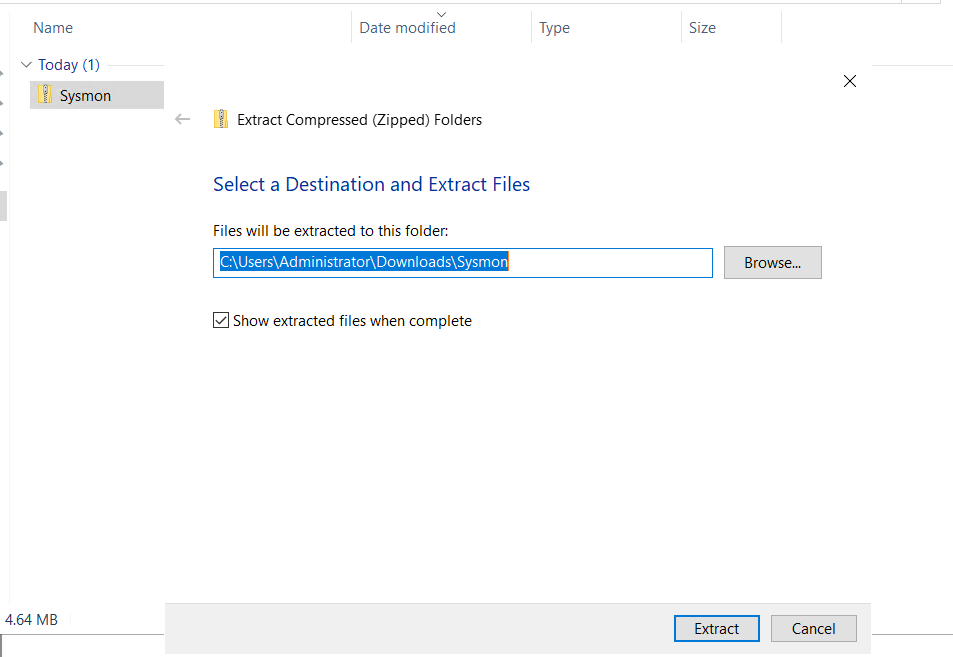 Name Date modified Type Size
Today (1)
Sysmon
Extract Compressed (Zipped) Folders
Select a Destination and Extract Files
Files will be extracted to this folder:
C:\Users\Administrator\Downloads\Sysmon
Browse...
Show extracted files when complete
4.64 MB
Extract Cancel